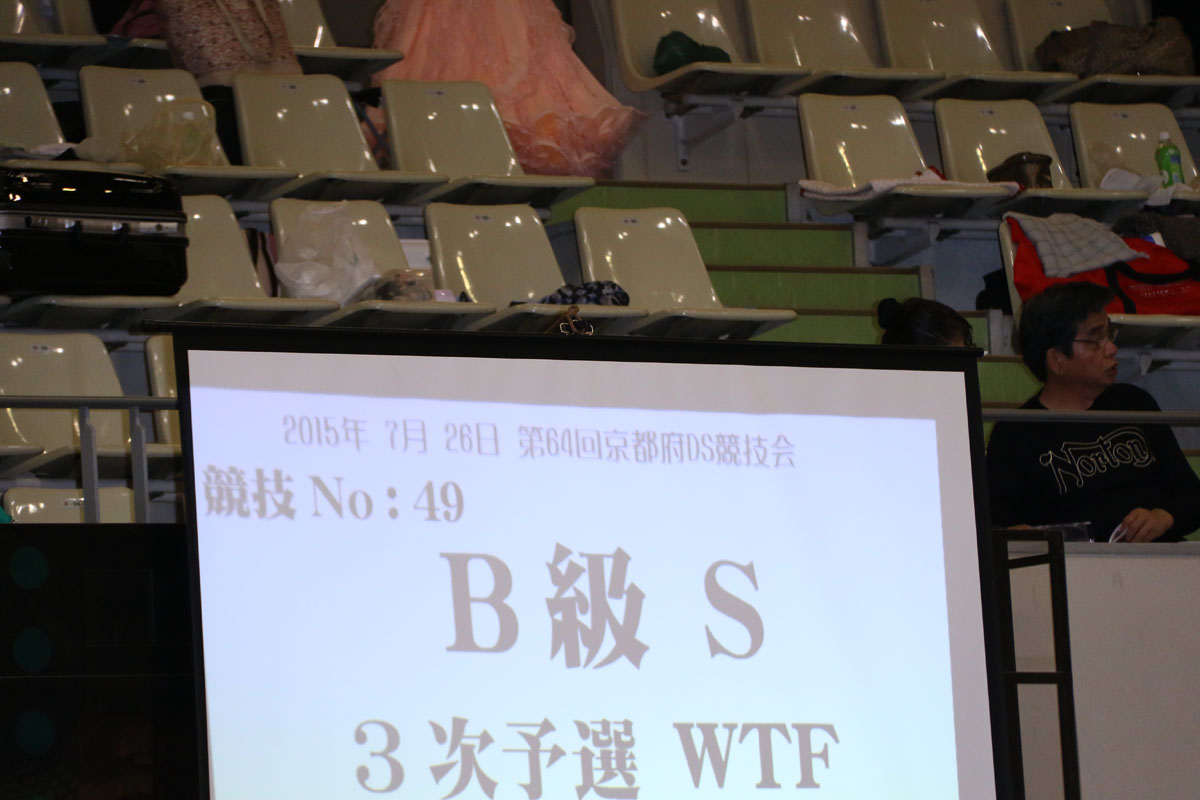 2015年 7月 26日 第64回京都府DS競技会
競技 No : 49
B級 S
3次予選 WTF
Norton